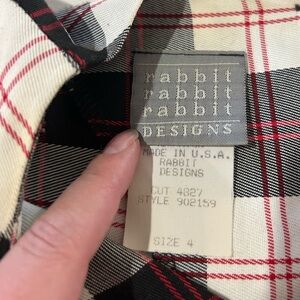 rabbit
rabbit
rabbit
DESIGNS
MADE IN U.S.A.
RABBIT
DESIGNS
CUT 4827
STYLE 902159
SIZE 4